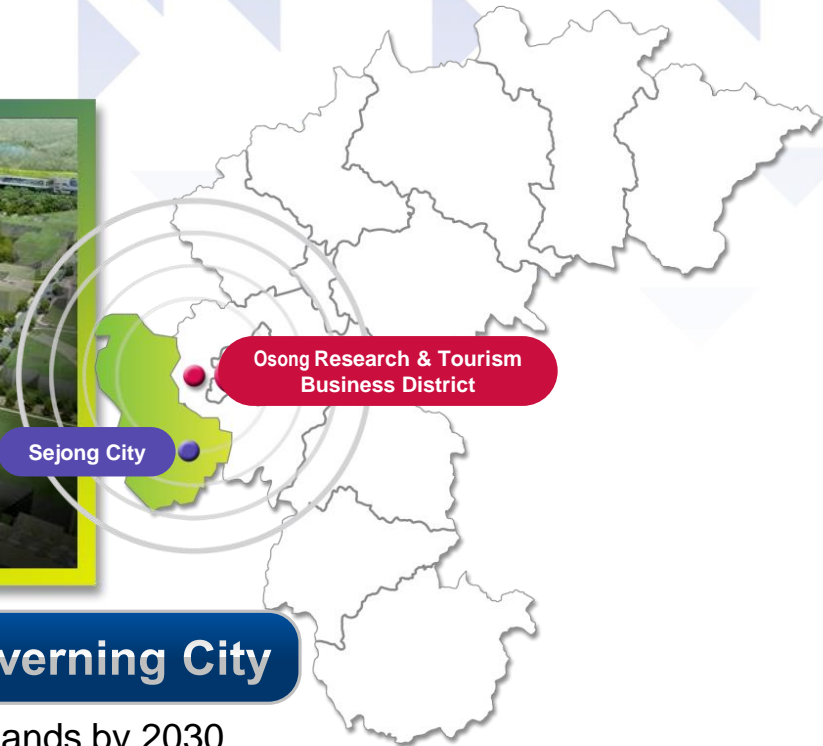 Osong Research & Tourism
Business District
Sejong City
verning City
ands by 2030